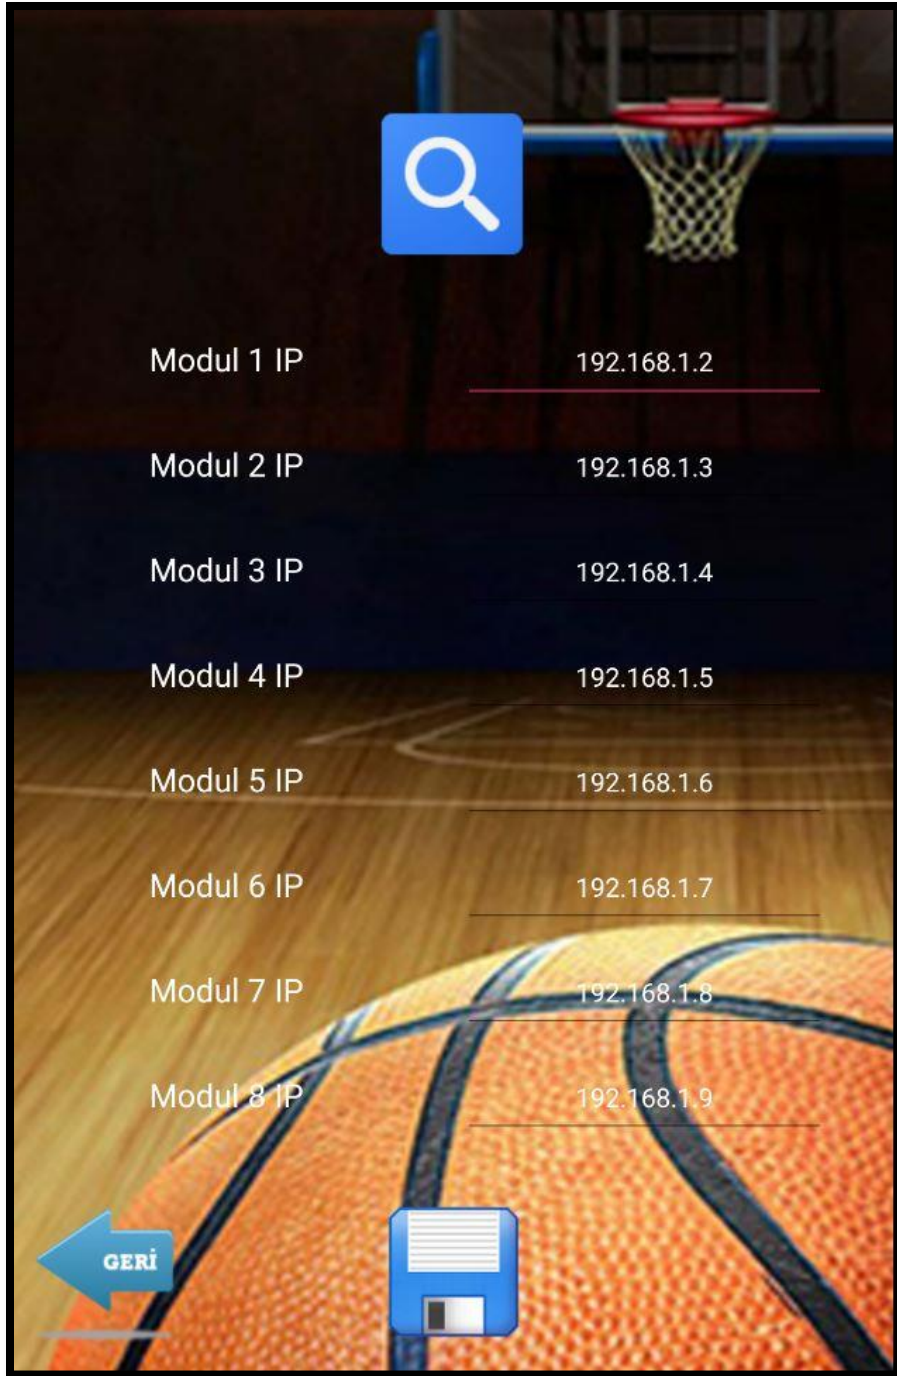 Modul 1 IP 192.168.1.2
Modul 2 IP 192.168.1.3
Modul 3 IP 192.168.1.4
Modul 4 IP 192.168.1.5
Modul 5 IP 192.168.1.6
Modul 6 IP 192.168.1.7
Modul 7 IP 192.168.1.8
Modul 8 IP 192.168.1.9
GERİ